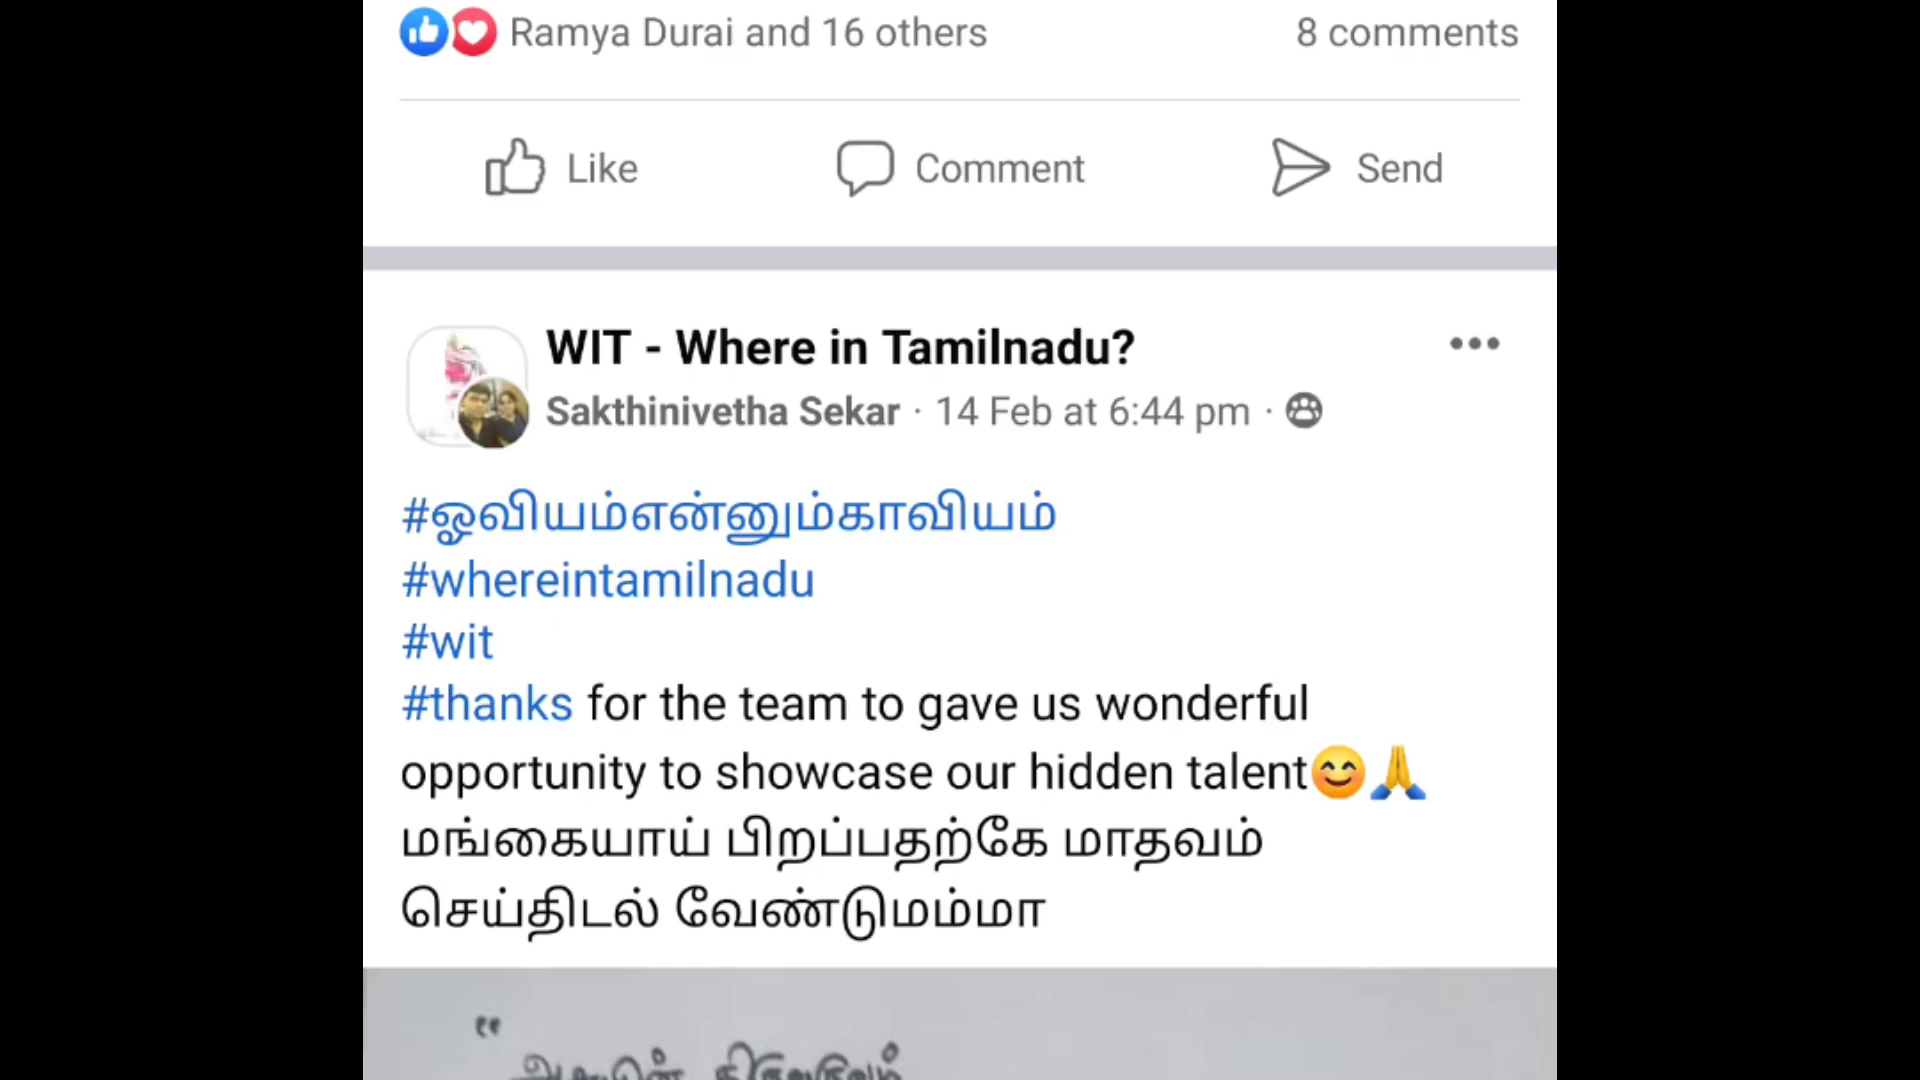 Ramya Durai and 16 others 8 comments
Like Comment Send
WIT - Where in Tamilnadu?
Sakthinivetha Sekar · 14 Feb at 6:44 pm ·
#ஓவியம்என்னும்காவியம்
#whereintamilnadu
#wit
#thanks for the team to gave us wonderful
opportunity to showcase our hidden talent😊🙏
மங்கையாய் பிறப்பதற்கே மாதவம்
செய்திடல் வேண்டுமம்மா